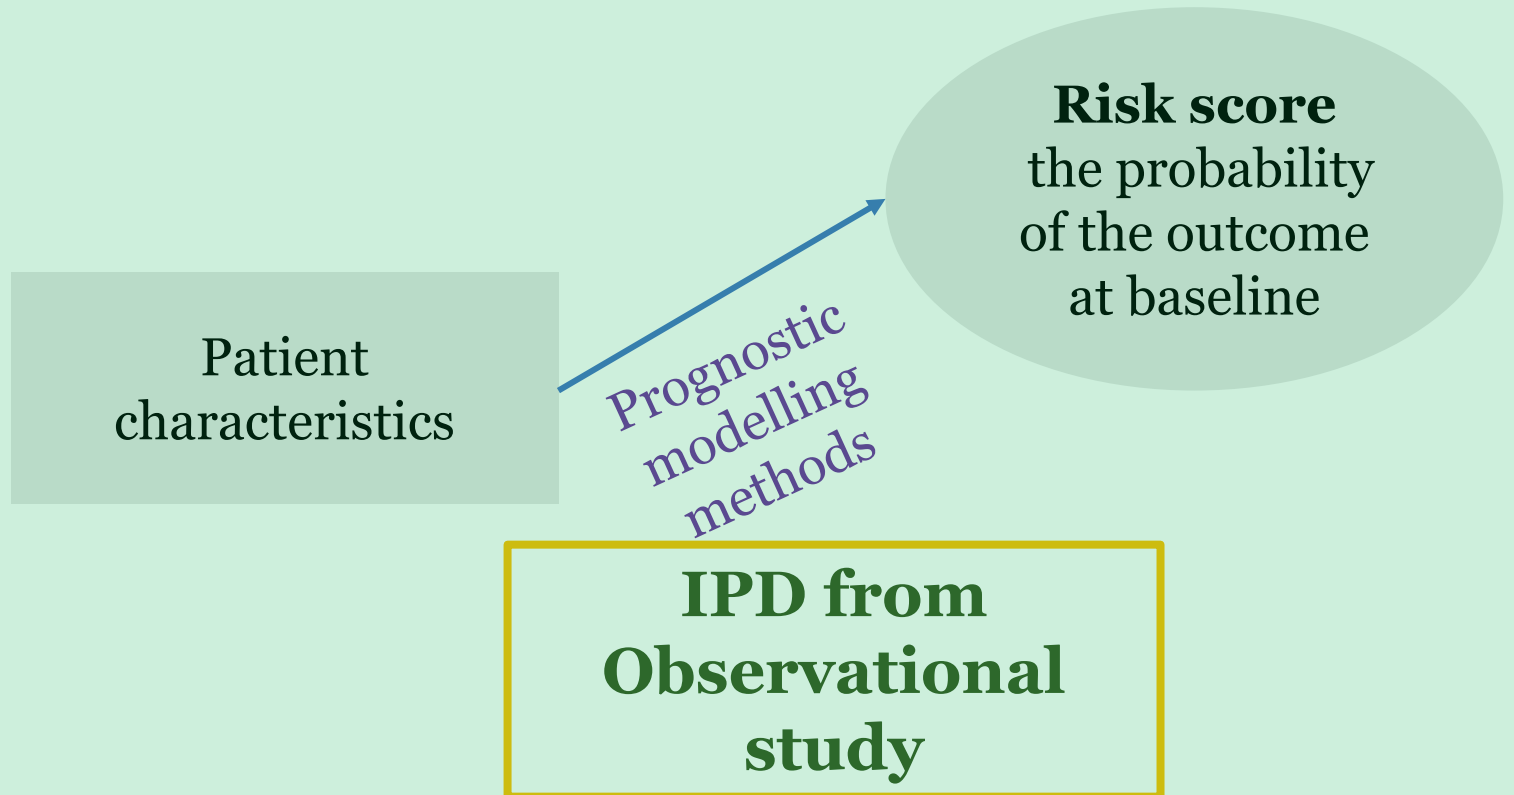 Risk score
the probability
of the outcome
at baseline
Patient
characteristics
Prognostic
modelling
methods
IPD from
Observational
study